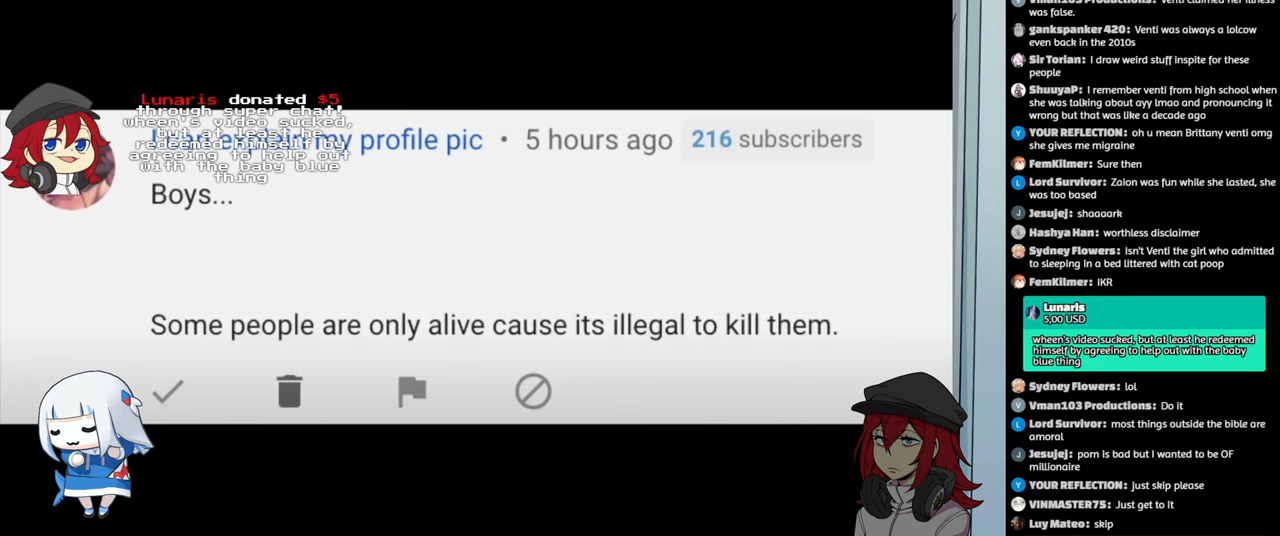 Lunaris donated $5
through super chat!
wheen's video sucked,
but at least he
redeemed himself by
agreeing to help out
with the baby blue
thing
my profile pic • 5 hours ago 216 subscribers
Boys...
Some people are only alive cause its illegal to kill them.
Vman103 Productions: Venti claimed her illness
was false.
gankspanker 420: Venti was always a lolcow
even back in the 2010s
Sir Torian: I draw weird stuff inspite for these
people
ShuuyaP: I remember venti from high school when
she was talking about ayy lmao and pronouncing it
wrong but that was like a decade ago
YOUR REFLECTION: oh u mean Brittany venti omg
she gives me migraine
FemKilmer: Sure then
Lord Survivor: Zaion was fun while she lasted, she
was too based
Jesujej: shaaaark
Hashya Han: worthless disclaimer
Sydney Flowers: Isn't Venti the girl who admitted
to sleeping in a bed littered with cat poop
FemKilmer: IKR
Lunaris
5,00 USD
wheen's video sucked, but at least he redeemed
himself by agreeing to help out with the baby
blue thing
Sydney Flowers: lol
Vman103 Productions: Do it
Lord Survivor: most things outside the bible are
amoral
Jesujej: porn is bad but I wanted to be OF
millionaire
YOUR REFLECTION: just skip please
VINMASTER75: Just get to it
Luy Mateo: skip